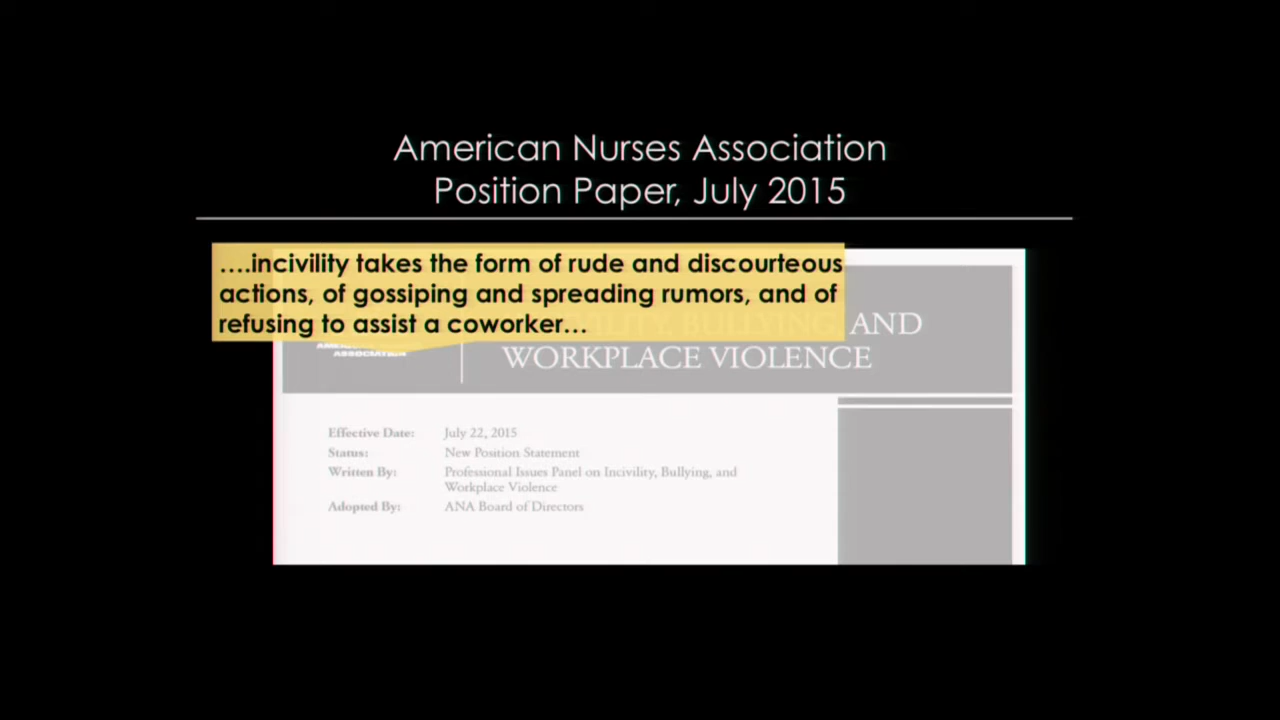 American Nurses Association
Position Paper, July 2015
….incivility takes the form of rude and discourteous
actions, of gossiping and spreading rumors, and of
refusing to assist a coworker…
BULLYING AND
WORKPLACE VIOLENCE
ASSOCIATION
Effective Date: July 22, 2015
Status: New Position Statement
Written By: Professional Issues Panel on Incivility, Bullying, and
Workplace Violence
Adopted By: ANA Board of Directors